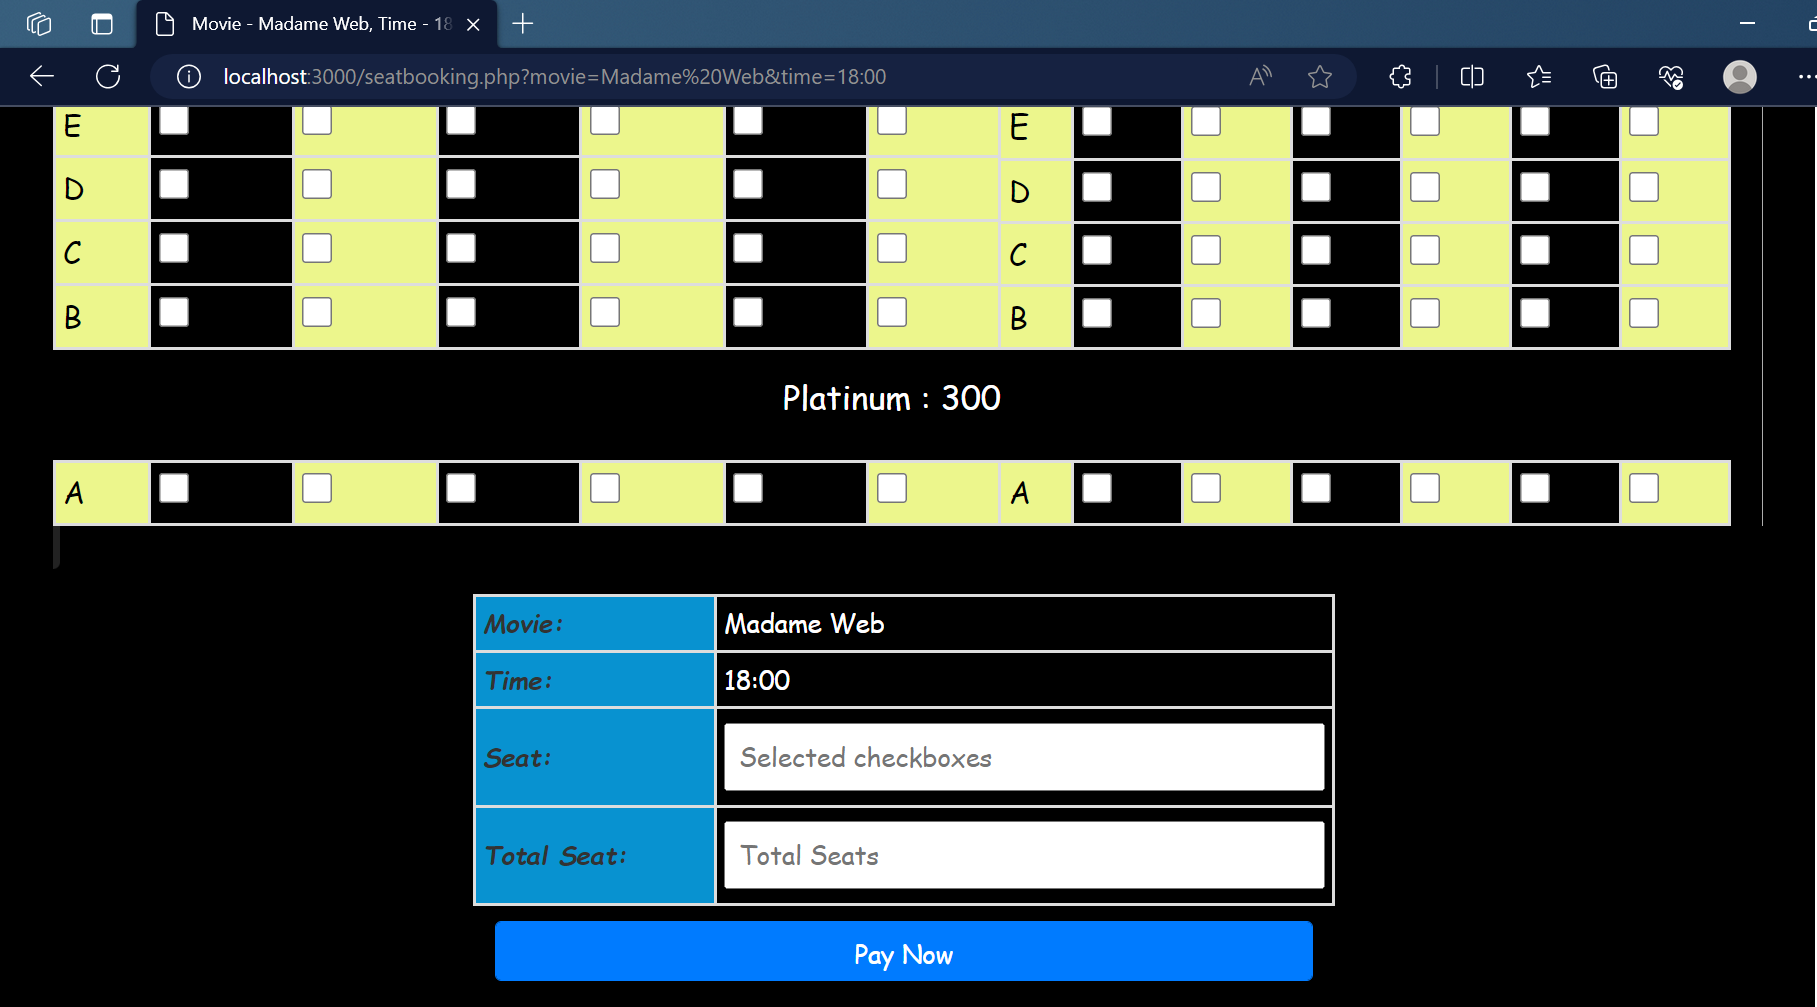 Movie - Madame Web, Time - 18
localhost:3000/seatbooking.php?movie=Madame%20Web&time=18:00
E E
D D
C C
B B
Platinum : 300
A A
Movie: Madame Web
Time: 18:00
Seat: Selected checkboxes
Total Seat: Total Seats
Pay Now